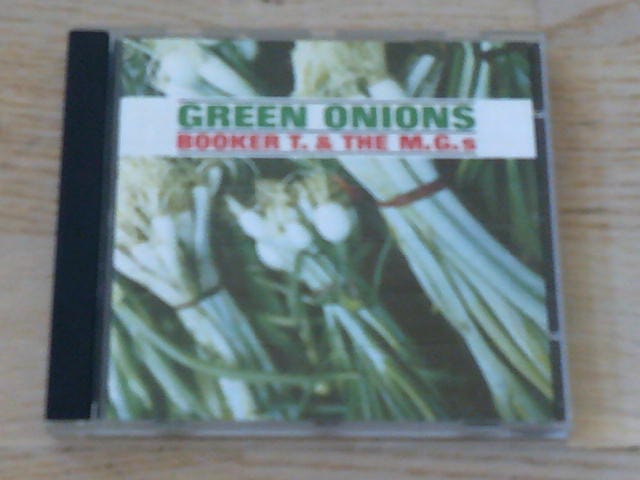 GREEN ONIONS
BOOKER T. & THE M.G.s